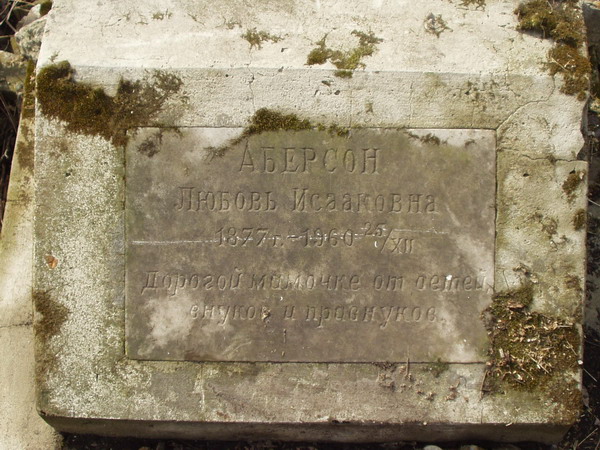 АБЕРСОН
Любовь Исааковна
1877 г. - 1960 25/XII
Дорогой мамочке от детей
внуков и правнуков.